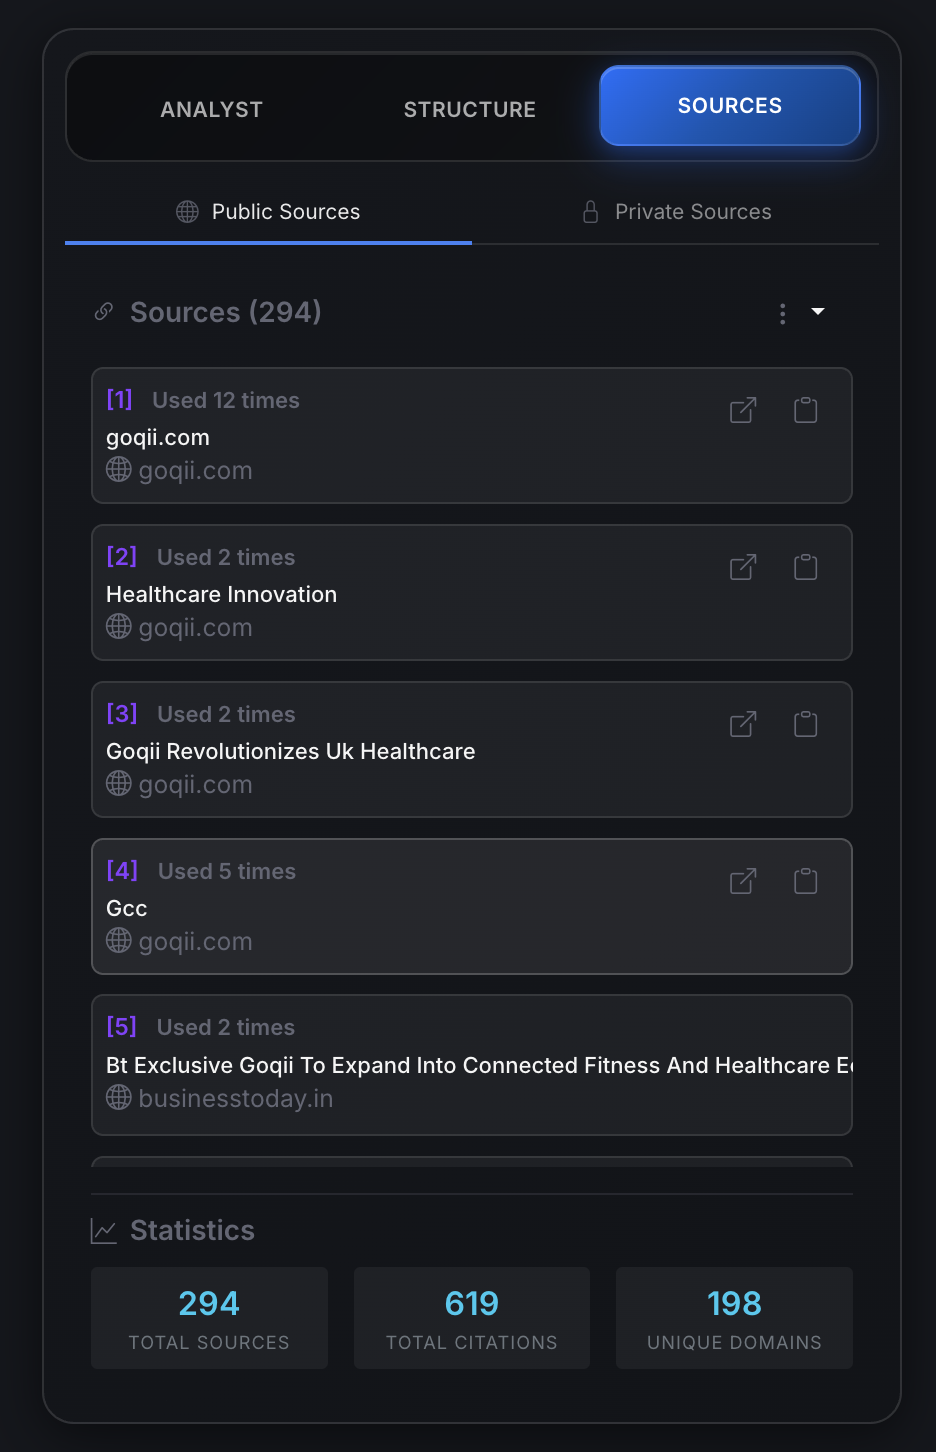 ANALYST STRUCTURE SOURCES
Public Sources Private Sources
Sources (294)
[1] Used 12 times
goqii.com
goqii.com
[2] Used 2 times
Healthcare Innovation
goqii.com
[3] Used 2 times
Goqii Revolutionizes Uk Healthcare
goqii.com
[4] Used 5 times
Gcc
goqii.com
[5] Used 2 times
Bt Exclusive Goqii To Expand Into Connected Fitness And Healthcare
businesstoday.in
Statistics
294 619 198
TOTAL SOURCES TOTAL CITATIONS UNIQUE DOMAINS